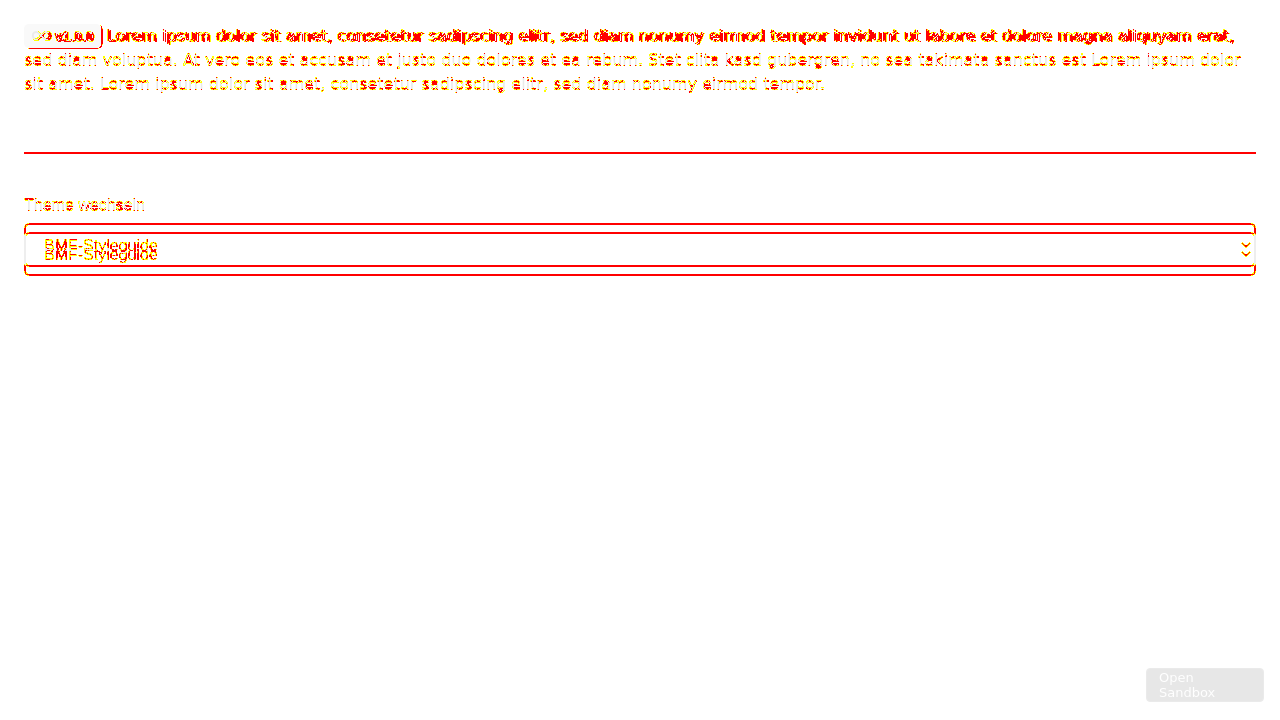 Lorem ipsum dolor sit amet, consetetur sadipscing elitr, sed diam nonumy eirmod tempor invidunt ut labore et dolore magna aliquyam erat,
sed diam voluptua. At vero eos et accusam et justo duo dolores et ea rebum. Stet clita kasd gubergren, no sea takimata sanctus est Lorem ipsum dolor
sit amet. Lorem ipsum dolor sit amet, consetetur sadipscing elitr, sed diam nonumy eirmod tempor.
Theme wechseln
BMF-Styleguide
BMF-Styleguide
Open
Sandbox